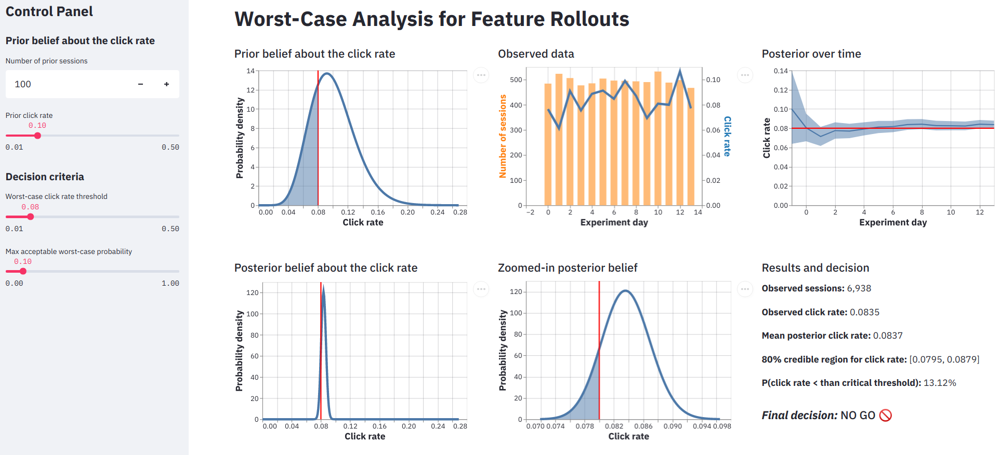 Control Panel
Prior belief about the click rate
Number of prior sessions
100 − +
Prior click rate
0.10
0.01 0.50
Decision criteria
Worst-case click rate threshold
0.08
0.01 0.50
Max acceptable worst-case probability
0.10
0.00 1.00
Worst-Case Analysis for Feature Rollouts
Prior belief about the click rate
14
12
10
8
6
4
2
0
Probability density
0.00 0.04 0.08 0.12 0.16 0.20 0.24 0.28
Click rate
Observed data
500
400
300
200
100
0
Number of sessions
0.10
0.08
0.06
0.04
0.02
0.00
Click rate
−2 0 2 4 6 8 10 12 14
Experiment day
Posterior over time
0.14
0.12
0.10
0.08
0.06
0.04
0.02
0.00
Click rate
0 2 4 6 8 10 12
Experiment day
Posterior belief about the click rate
120
100
80
60
40
20
0
Probability density
0.00 0.04 0.08 0.12 0.16 0.20 0.24 0.28
Click rate
Zoomed-in posterior belief
120
100
80
60
40
20
0
Probability density
0.070 0.074 0.078 0.082 0.086 0.090 0.094 0.098
Click rate
Results and decision
Observed sessions: 6,938
Observed click rate: 0.0835
Mean posterior click rate: 0.0837
80% credible region for click rate: [0.0795, 0.0879]
P(click rate < than critical threshold): 13.12%
Final decision: NO GO 🚫